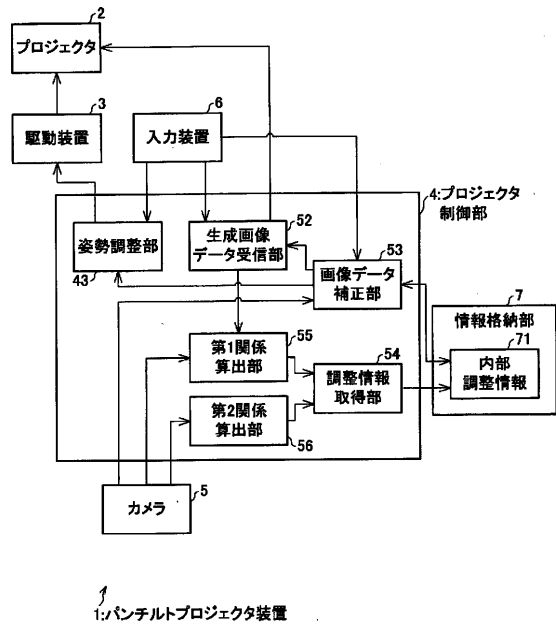 2
プロジェクタ
3
駆動装置
6
入力装置
4:プロジェクタ
制御部
52
生成画像
データ受信部
姿勢調整部
43
53
画像データ
補正部
7
情報格納部
71
内部
調整情報
55
第1関係
算出部
54
調整情報
取得部
第2関係
算出部
56
5
カメラ
1:パンチルトプロジェクタ装置